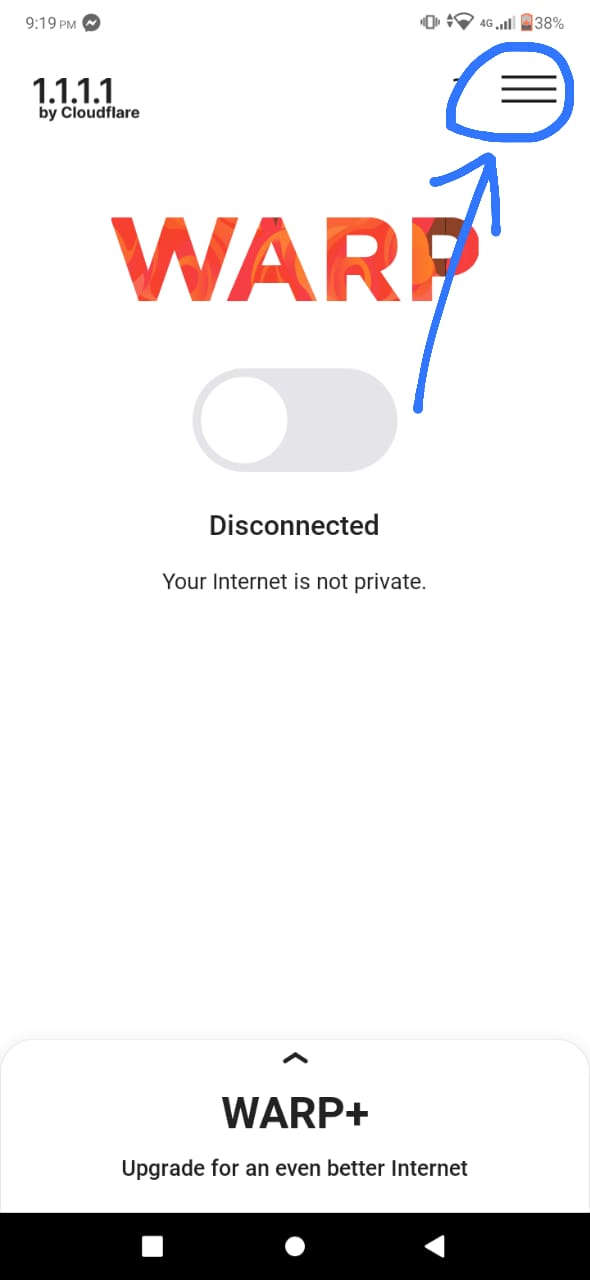 9:19 PM
4G 38%
1.1.1.1
by Cloudflare
WARP
Disconnected
Your Internet is not private.
WARP+
Upgrade for an even better Internet